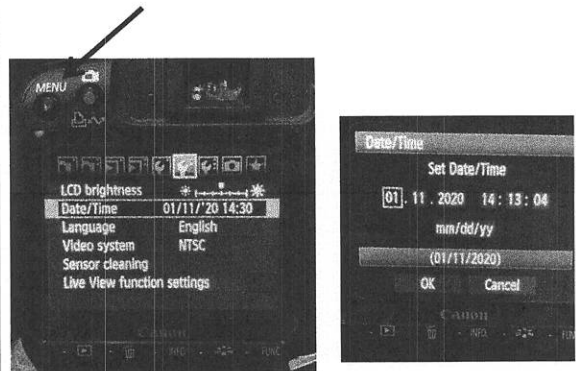 MENU
LCD brightness
Date/Time 01/11/'20 14:30
Language English
Video system NTSC
Sensor cleaning
Live View function settings
Canon
INFO. FUNC
Date/Time
Set Date/Time
01 . 11 . 2020 14 : 13 : 04
mm/dd/yy
(01/11/2020)
OK Cancel
Canon
INFO. FUN